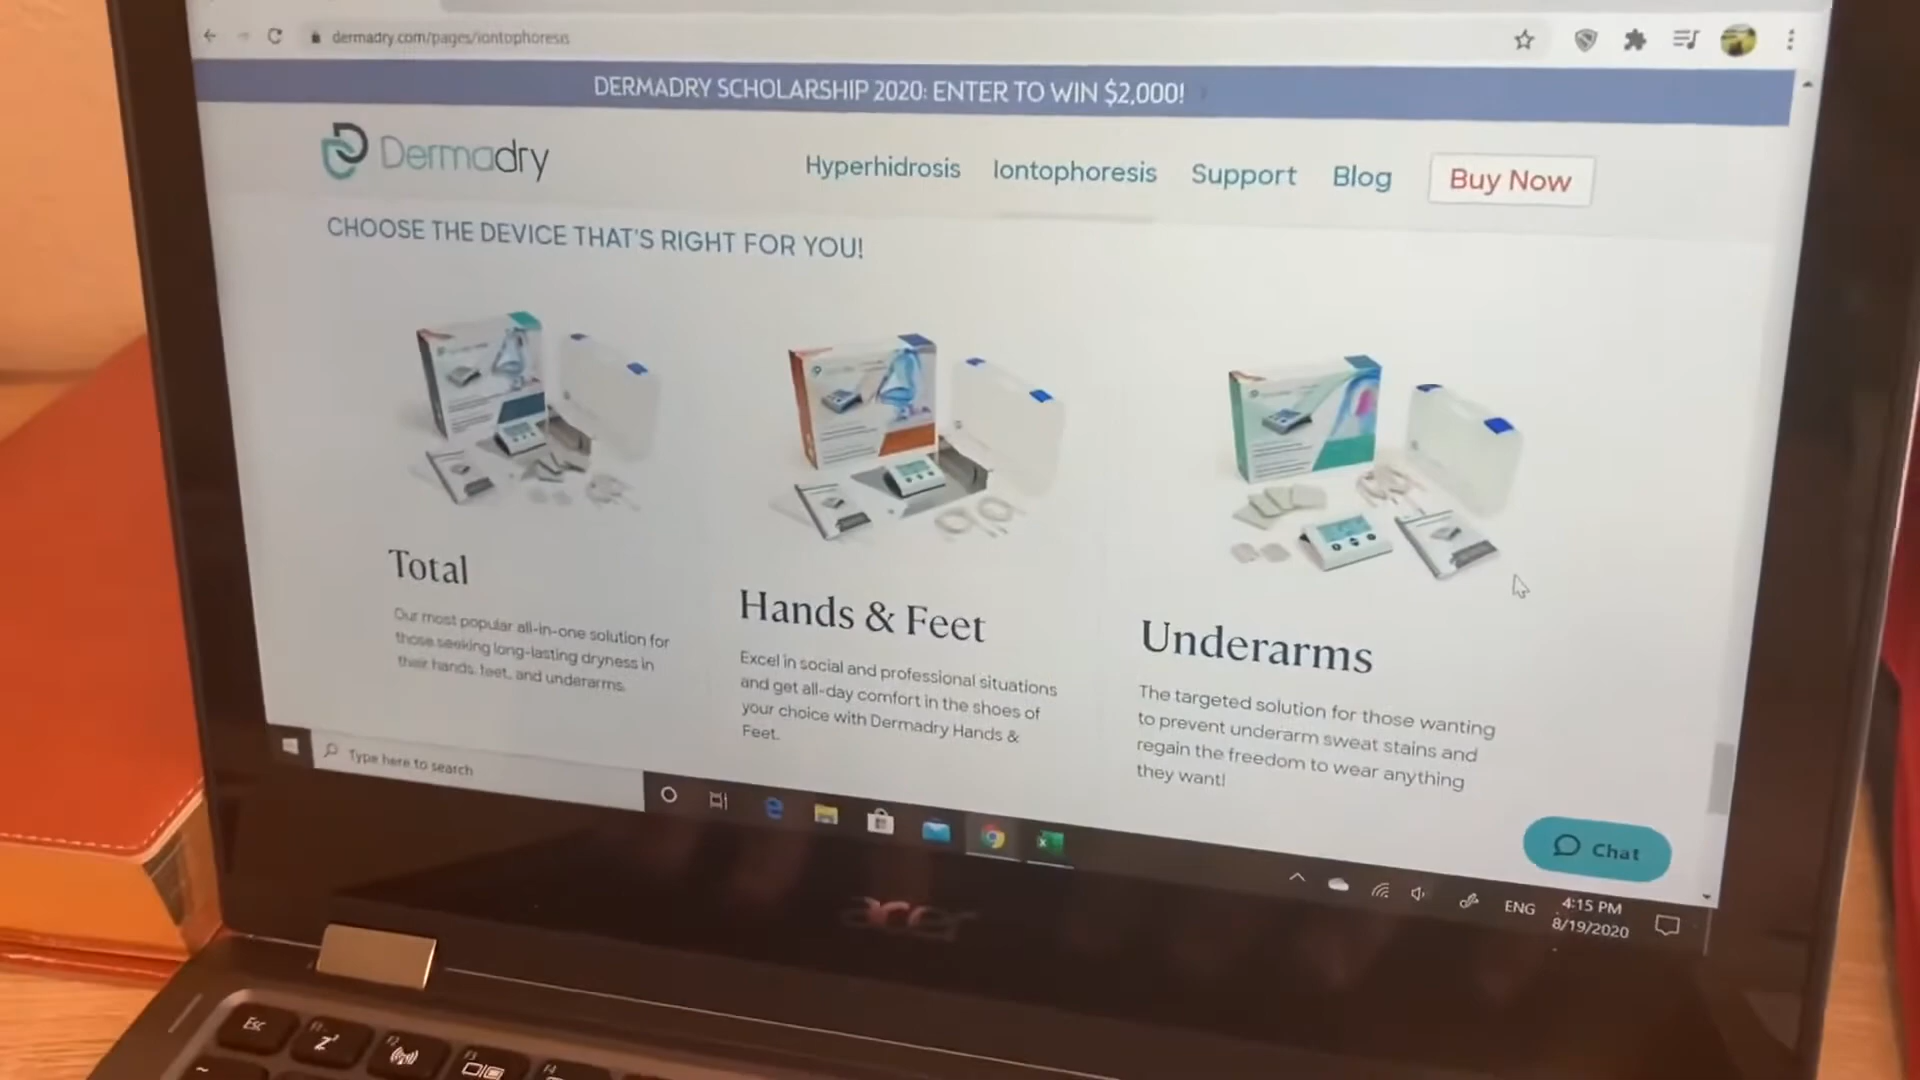 dermadry.com/pages/iontophoresis
DERMADRY SCHOLARSHIP 2020: ENTER TO WIN $2,000!
Dermadry
Hyperhidrosis
Iontophoresis
Support
Blog
Buy Now
CHOOSE THE DEVICE THAT'S RIGHT FOR YOU!
Total
Our most popular all-in-one solution for
those seeking long-lasting dryness in
their hands, feet, and underarms.
Hands & Feet
Excel in social and professional situations
and get all-day comfort in the shoes of
your choice with Dermadry Hands &
Feet.
Underarms
The targeted solution for those wanting
to prevent underarm sweat stains and
regain the freedom to wear anything
they want!
Chat
Type here to search
ENG
4:15 PM
8/19/2020
acer
Esc
F1
F2
F3
F4